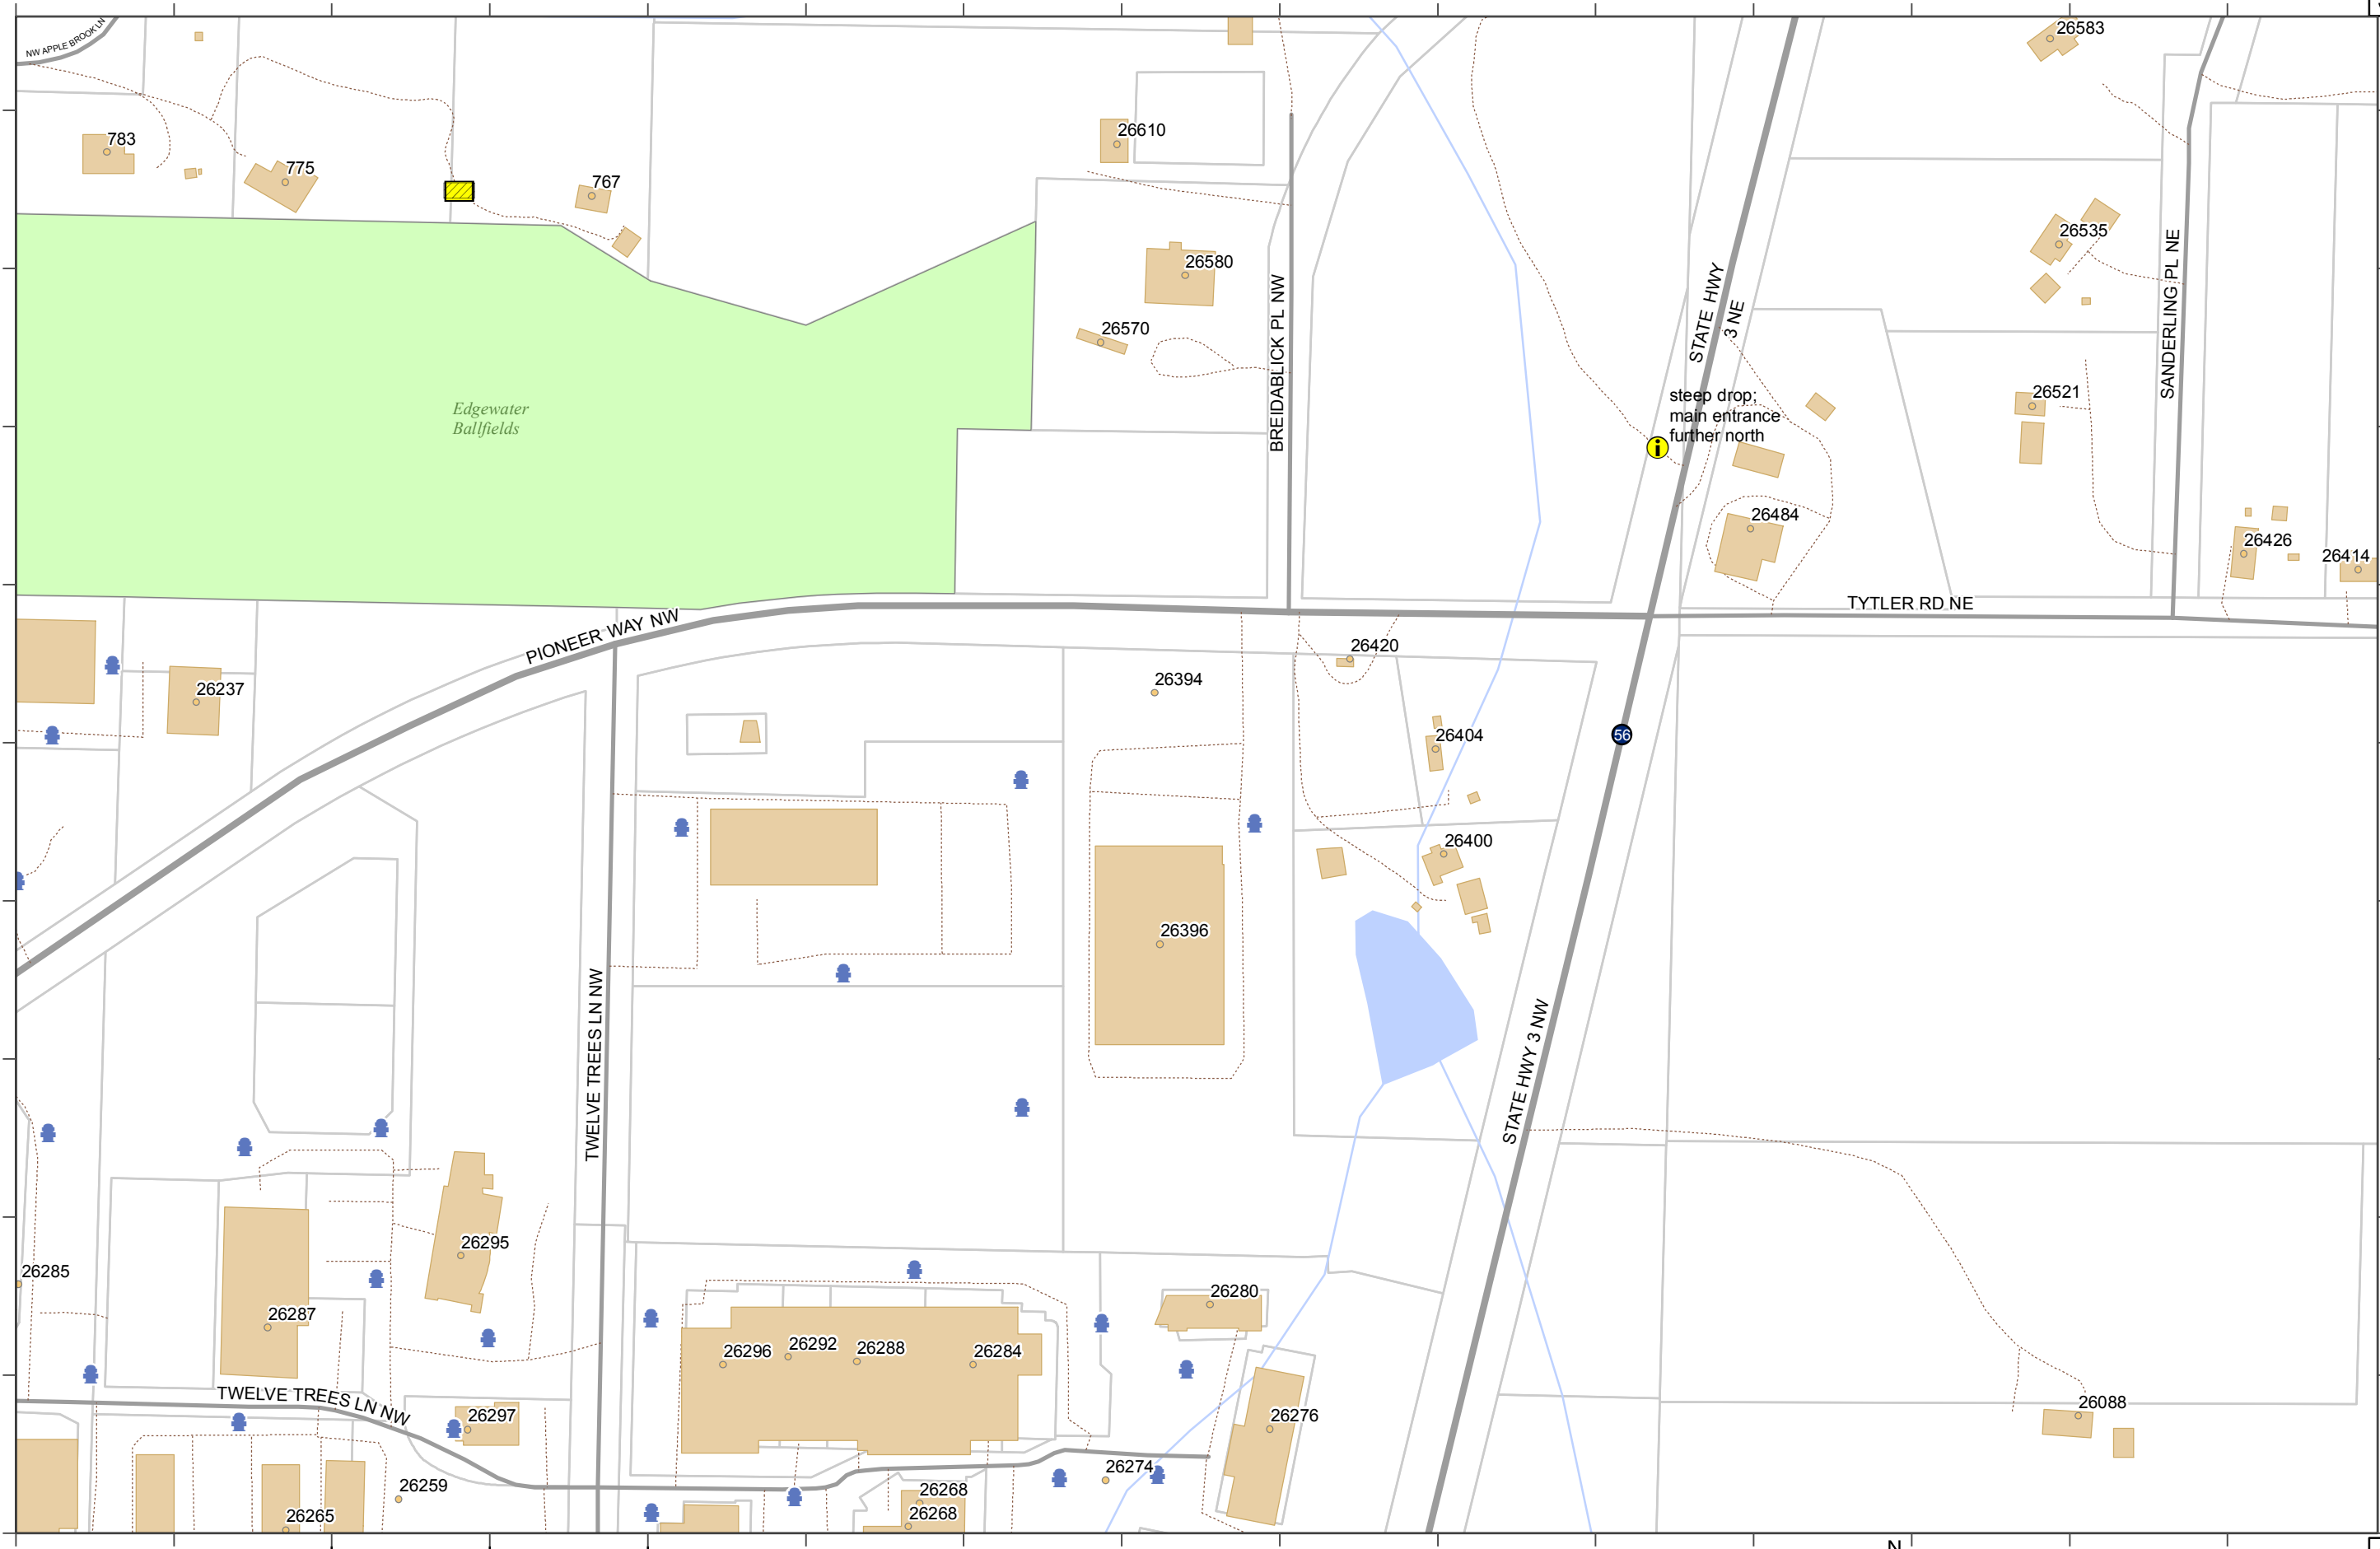 NW APPLE BROOK LN
26583
783
26610
775
767
26535
26580
STATE HWY
3 NE
SANDERLING PL NE
26570
BREIDABLICK PL NW
steep drop;
main entrance
further north
26521
Edgewater
Ballfields
26484
26426
26414
TYTLER RD NE
PIONEER WAY NW
26420
26237
26394
26404
56
26400
26396
TWELVE TREES LN NW
STATE HWY 3 NW
26295
26285
26287
26280
26296
26292
26288
26284
TWELVE TREES LN NW
26297
26276
26088
26274
26259
26268
26265
26268
N